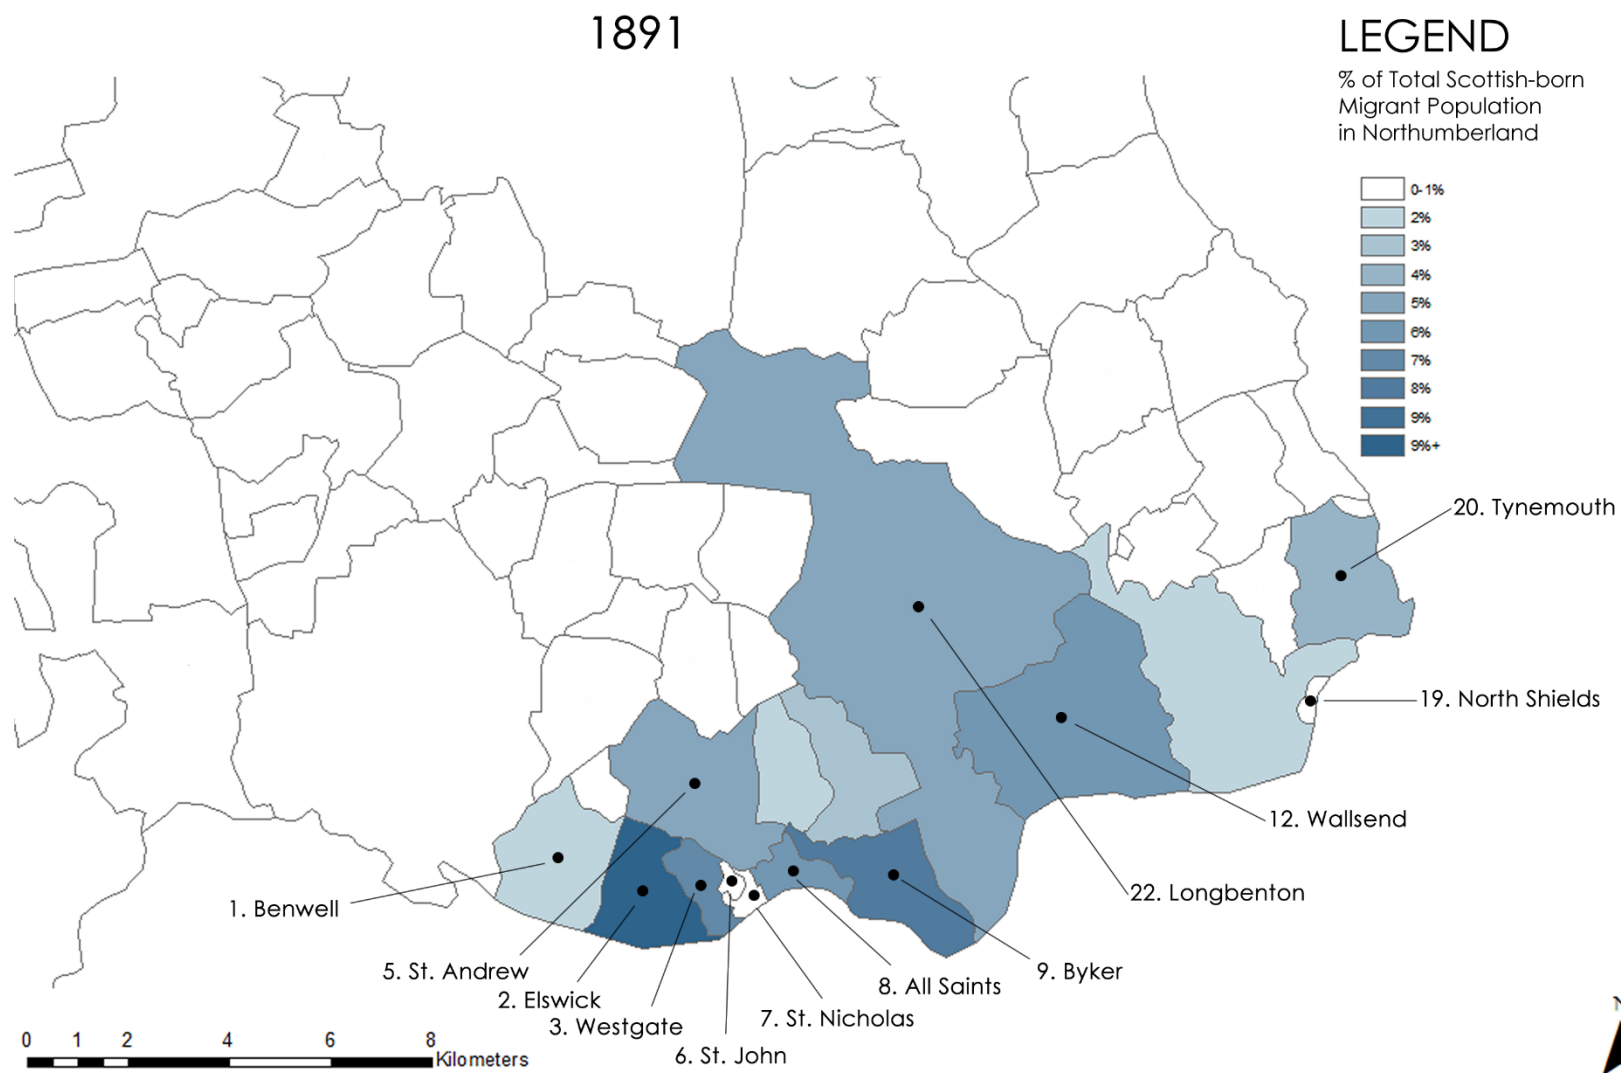 1891
LEGEND
% of Total Scottish-born
Migrant Population
in Northumberland
0-1%
2%
3%
4%
5%
6%
7%
8%
9%
9%+
20. Tynemouth
19. North Shields
12. Wallsend
22. Longbenton
1. Benwell
5. St. Andrew
2. Elswick
3. Westgate
6. St. John
7. St. Nicholas
8. All Saints
9. Byker
0 1 2 4 6 8
Kilometers